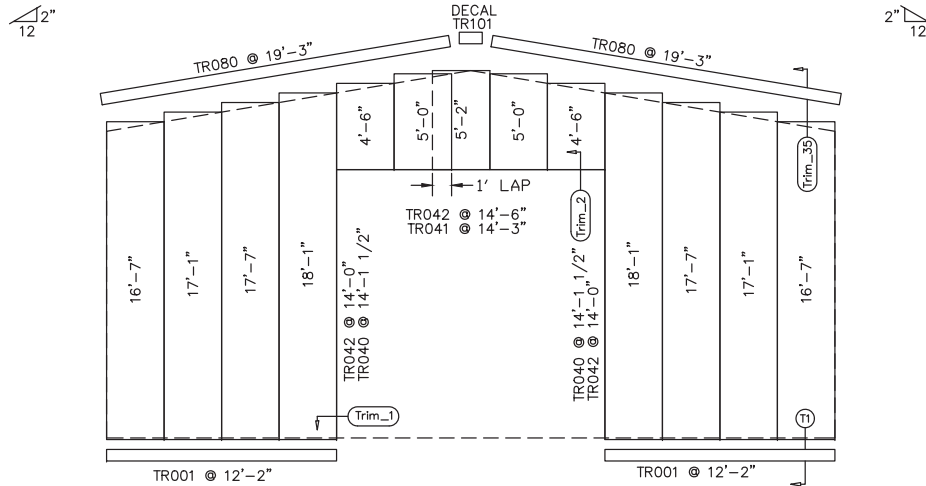 DECAL
TR101
2”
12
2”
12
TR080 @ 19’-3”
TR080 @ 19’-3”
4’-6”
5’-0”
5’-2”
5’-0”
4’-6”
Trim_35
1’ LAP
Trim_2
TR042 @ 14’-6”
TR041 @ 14’-3”
16’-7”
17’-1”
17’-7”
18’-1”
TR042 @ 14’-0”
TR040 @ 14’-1 1/2”
TR040 @ 14’-1 1/2”
TR042 @ 14’-0”
18’-1”
17’-7”
17’-1”
16’-7”
Trim_1
T1
TR001 @ 12’-2”
TR001 @ 12’-2”